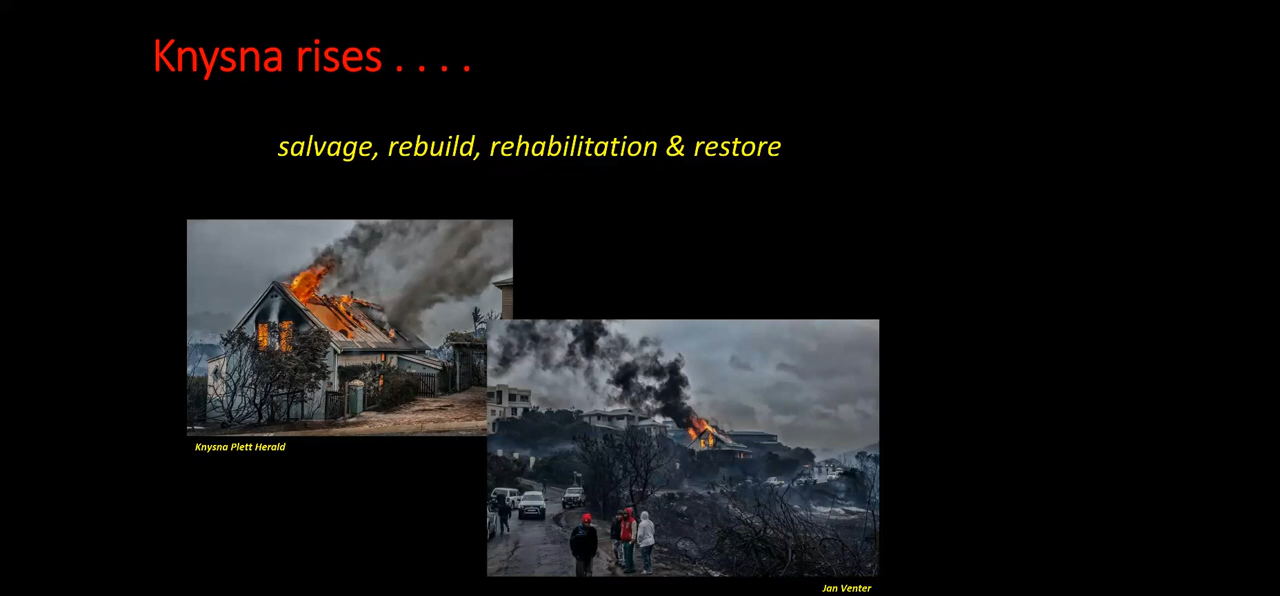 Knysna rises . . . .
salvage, rebuild, rehabilitation & restore
Knysna Plett Herald
Jan Venter